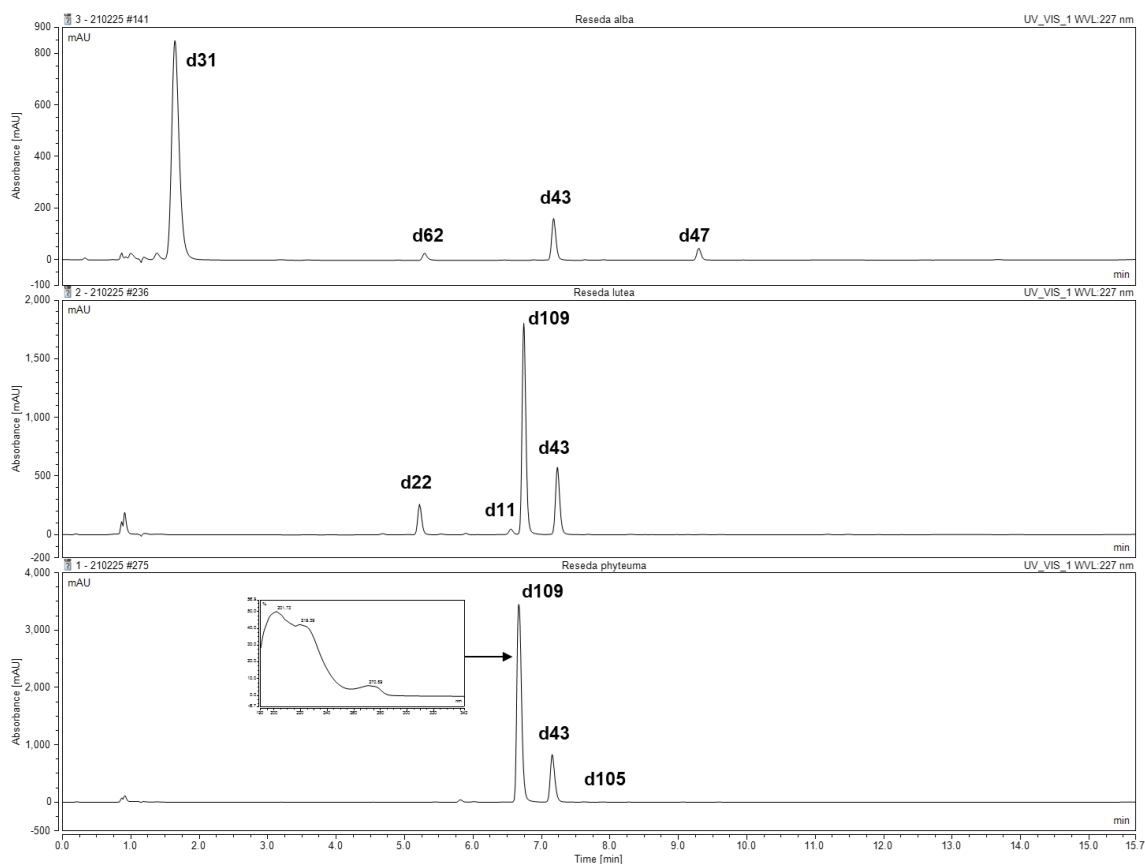 3 - 210225 #141 Reseda alba UV_VIS_1 WVL:227 nm
900 mAU
800
600
400
200
0
-100
Absorbance [mAU]
d31
d62
d43
d47
min
2 - 210225 #236 Reseda lutea UV_VIS_1 WVL:227 nm
2,000 mAU
1,500
1,000
500
0
-200
Absorbance [mAU]
d22
d11
d109
d43
min
1 - 210225 #275 Reseda phyteuma UV_VIS_1 WVL:227 nm
4,000 mAU
3,000
2,000
1,000
0
-500
Absorbance [mAU]
d109
d43
d105
min
0.0 1.0 2.0 3.0 4.0 5.0 6.0 7.0 8.0 9.0 10.0 11.0 12.0 13.0 14.0 15.7
Time [min]